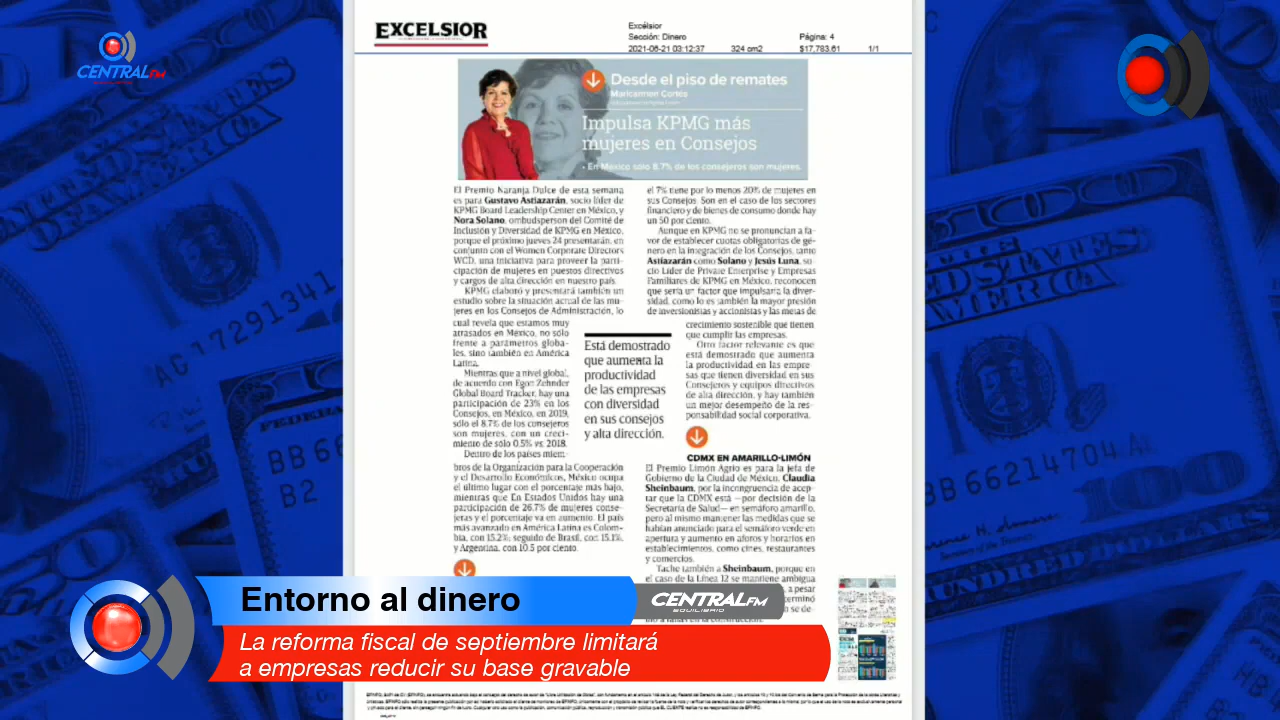 CENTRAL FM
EXCELSIOR
Excélsior
Sección: Dinero
2021-06-21 03:12:37
324 cm2
Página: 4
$17,783.61
1/1
Desde el piso de remates
Maricarmen Cortés
Impulsa KPMG más
mujeres en Consejos
• En México sólo 8.7% de los consejeros son mujeres.
El Premio Naranja Dulce de esta semana
es para Gustavo Astiazarán, socio líder de
KPMG Board Leadership Center en México, y
Nora Solano, ombudsperson del Comité de
Inclusión y Diversidad de KPMG en México,
porque el próximo jueves 24 presentarán, en
conjunto con el Women Corporate Directors
WCD, una iniciativa para proveer la parti-
cipación de mujeres en puestos directivos
y cargos de alta dirección en nuestro país.
KPMG elaboró y presentará también un
estudio sobre la situación actual de las mu-
jeres en los Consejos de Administración, lo
cual revela que estamos muy
atrasados en México, no sólo
frente a parámetros globa-
les, sino también en América
Latina.
Mientras que a nivel global,
de acuerdo con Egon Zehnder
Global Board Tracker, hay una
participación de 23% en los
Consejos, en México, en 2019,
sólo el 8.7% de los consejeros
son mujeres, con un creci-
miento de sólo 0.5% vs. 2018.
Dentro de los países miem-
bros de la Organización para la Cooperación
y el Desarrollo Económicos, México ocupa
el último lugar con el porcentaje más bajo,
mientras que En Estados Unidos hay una
participación de 26.7% de mujeres conse-
jeras y el porcentaje va en aumento. El país
más avanzado en América Latina es Colom-
bia, con 15.2%; seguido de Brasil, con 15.1%,
y Argentina, con 10.5 por ciento.
Está demostrado
que aumenta la
productividad
de las empresas
con diversidad
en sus consejos
y alta dirección.
el 7% tiene por lo menos 20% de mujeres en
sus Consejos. Son en el caso de los sectores
financiero y de bienes de consumo donde hay
un 50 por ciento.
Aunque en KPMG no se pronuncian a fa-
vor de establecer cuotas obligatorias de gé-
nero en la integración de los Consejos, tanto
Astiazarán como Solano y Jesús Luna, so-
cio Líder de Private Enterprise y Empresas
Familiares de KPMG en México, reconocen
que sería un factor que impulsaría la diver-
sidad, como lo es también la mayor presión
de inversionistas y accionistas y las metas de
crecimiento sostenible que tienen
que cumplir las empresas.
Otro factor relevante es que
está demostrado que aumenta
la productividad en las empre-
sas que tienen diversidad en sus
Consejeros y equipos directivos
de alta dirección, y hay también
un mejor desempeño de la res-
ponsabilidad social corporativa.
CDMX EN AMARILLO-LIMÓN
El Premio Limón Agrio es para la jefa de
Gobierno de la Ciudad de México, Claudia
Sheinbaum, por la incongruencia de acep-
tar que la CDMX está —por decisión de la
Secretaría de Salud— en semáforo amarillo,
pero al mismo mantener las medidas que se
habían anunciado para el semáforo verde en
apertura y aumento en aforos y horarios en
establecimientos, como cines, restaurantes
y comercios.
Tache también a Sheinbaum, porque en
el caso de la Línea 12 se mantiene ambigua
, a pesar
Entorno al dinero
CENTRAL FM
EQUILIBRIO
La reforma fiscal de septiembre limitará
a empresas reducir su base gravable